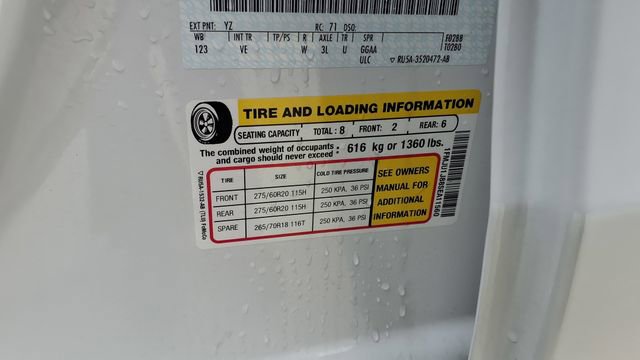 EXT PNT: YZ RC: 71 DSO:
WB INT TR TP/PS R AXLE TR SPR
123 VE W 3L U GGAA
ULC ▽ RU5A-3520472-AB
TIRE AND LOADING INFORMATION
SEATING CAPACITY TOTAL: 8 FRONT: 2 REAR: 6
The combined weight of occupants and cargo should never exceed: 616 kg or 1360 lbs.
TIRE SIZE COLD TIRE PRESSURE
FRONT 275/60R20 115H 250 KPA, 36 PSI
REAR 275/60R20 115H 250 KPA, 36 PSI
SPARE 265/70R18 116T 250 KPA, 36 PSI
SEE OWNERS
MANUAL FOR
ADDITIONAL
INFORMATION